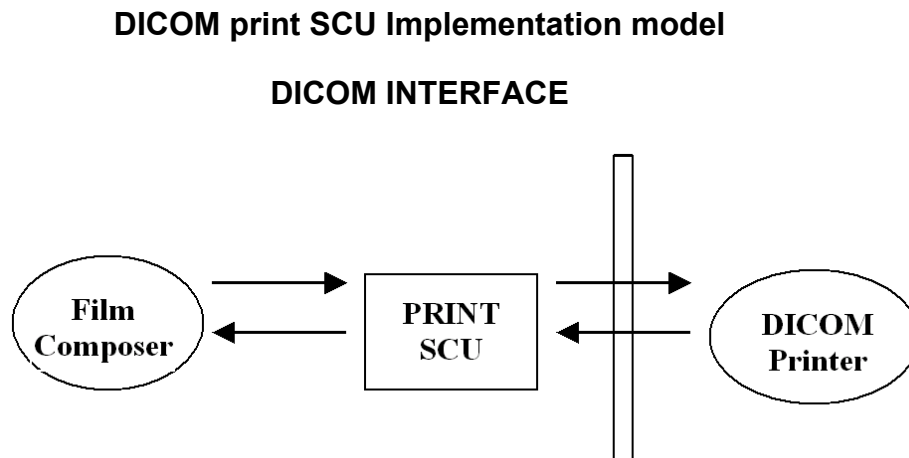 DICOM print SCU Implementation model
DICOM INTERFACE
Film
Composer
PRINT
SCU
DICOM
Printer